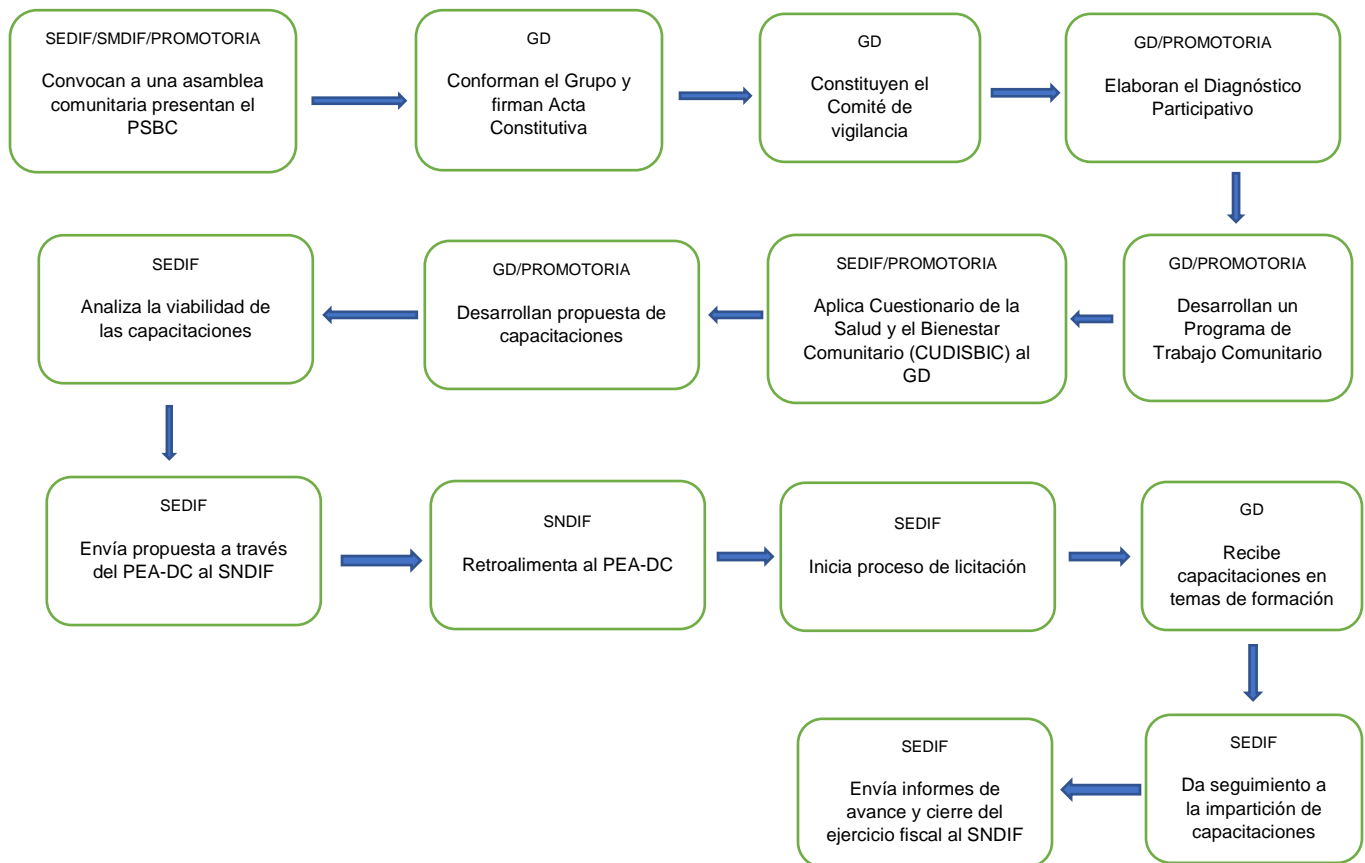 SEDIF/SMDIF/PROMOTORIA
Convocan a una asamblea
comunitaria presentan el
PSBC
GD
Conforman el Grupo y
firman Acta
Constitutiva
GD
Constituyen el
Comité de
vigilancia
GD/PROMOTORIA
Elaboran el Diagnóstico
Participativo
GD/PROMOTORIA
Desarrollan un
Programa de
Trabajo Comunitario
SEDIF/PROMOTORIA
Aplica Cuestionario de la
Salud y el Bienestar
Comunitario (CUDISBIC) al
GD
GD/PROMOTORIA
Desarrollan propuesta de
capacitaciones
SEDIF
Analiza la viabilidad de
las capacitaciones
SEDIF
Envía propuesta a través
del PEA-DC al SNDIF
SNDIF
Retroalimenta al PEA-DC
SEDIF
Inicia proceso de licitación
GD
Recibe
capacitaciones en
temas de formación
SEDIF
Da seguimiento a
la impartición de
capacitaciones
SEDIF
Envía informes de
avance y cierre del
ejercicio fiscal al SNDIF